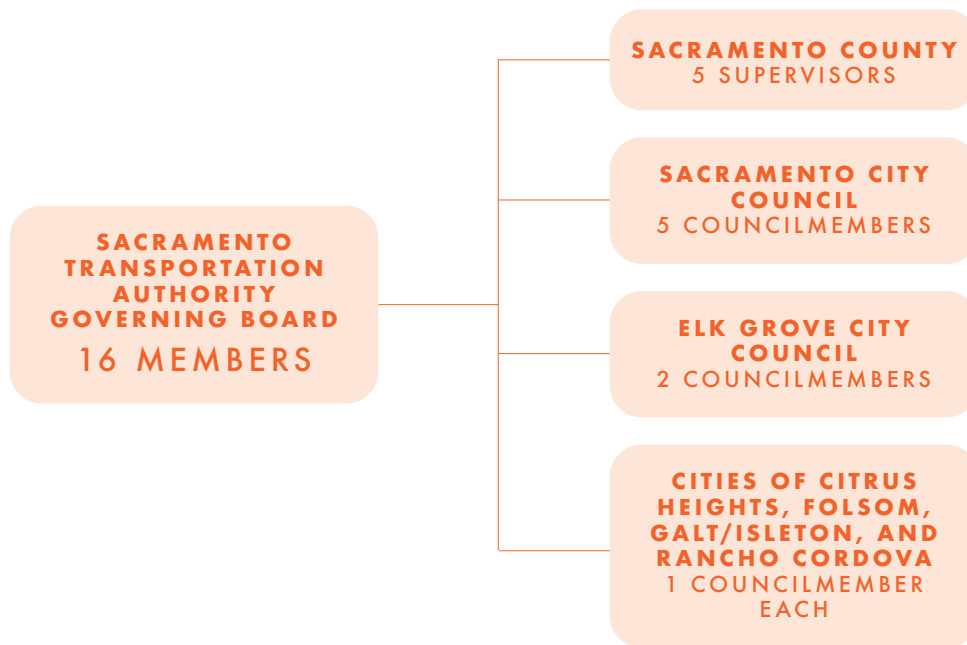 SACRAMENTO
TRANSPORTATION
AUTHORITY
GOVERNING BOARD
16 MEMBERS
SACRAMENTO COUNTY
5 SUPERVISORS
SACRAMENTO CITY
COUNCIL
5 COUNCILMEMBERS
ELK GROVE CITY
COUNCIL
2 COUNCILMEMBERS
CITIES OF CITRUS
HEIGHTS, FOLSOM,
GALT/ISLETON, AND
RANCHO CORDOVA
1 COUNCILMEMBER
EACH